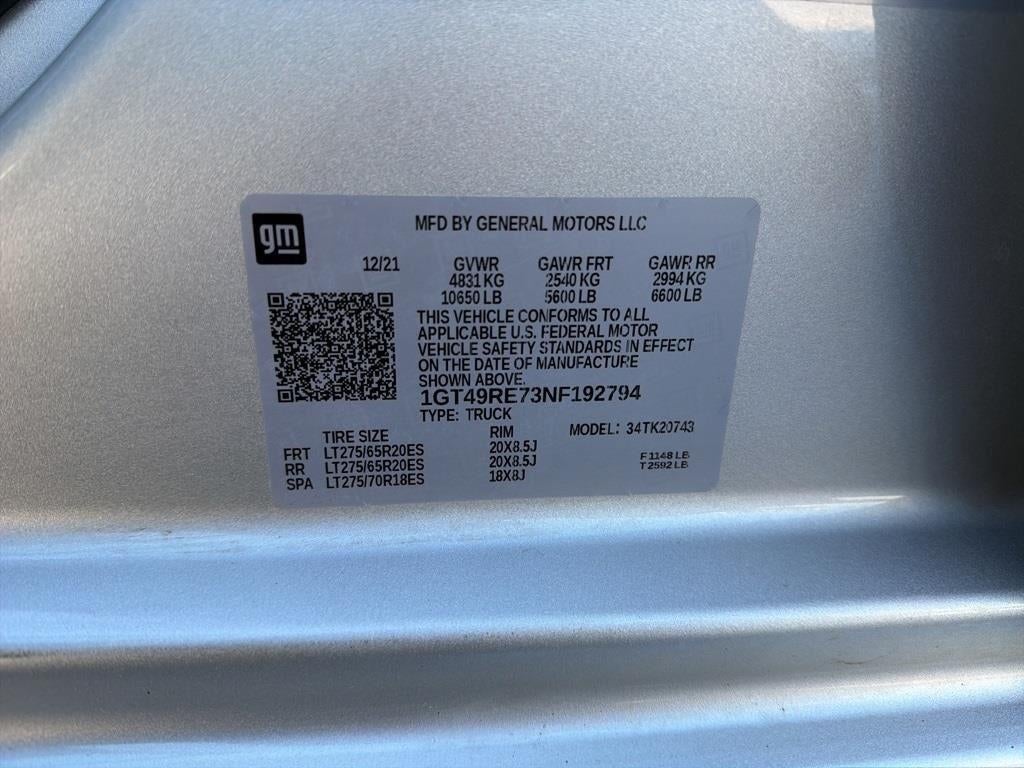 gm
MFD BY GENERAL MOTORS LLC
12/21 GVWR GAWR FRT GAWR RR
4831 KG 2540 KG 2994 KG
10650 LB 5600 LB 6600 LB
THIS VEHICLE CONFORMS TO ALL
APPLICABLE U.S. FEDERAL MOTOR
VEHICLE SAFETY STANDARDS IN EFFECT
ON THE DATE OF MANUFACTURE
SHOWN ABOVE.
1GT49RE73NF192794
TYPE: TRUCK
TIRE SIZE RIM MODEL: 34TK20743
FRT LT275/65R20ES 20X8.5J
RR LT275/65R20ES 20X8.5J
SPA LT275/70R18ES 18X8J
F 1148 LB
T 2592 LB